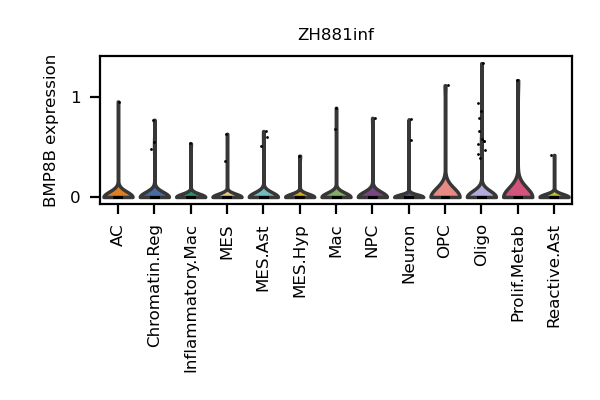 ZH881inf
BMP8B expression
1
0
AC
Chromatin.Reg
Inflammatory.Mac
MES
MES.Ast
MES.Hyp
Mac
NPC
Neuron
OPC
Oligo
Prolif.Metab
Reactive.Ast